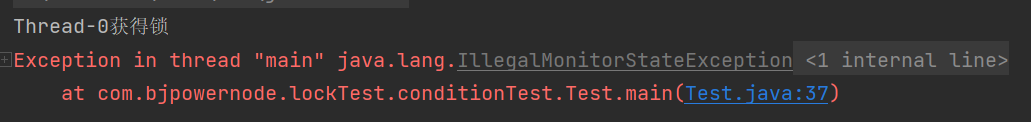 Thread-0获得锁
Exception in thread "main" java.lang.IllegalMonitorStateException <1 internal line>
at com.bjpowernode.lockTest.conditionTest.Test.main(Test.java:37)